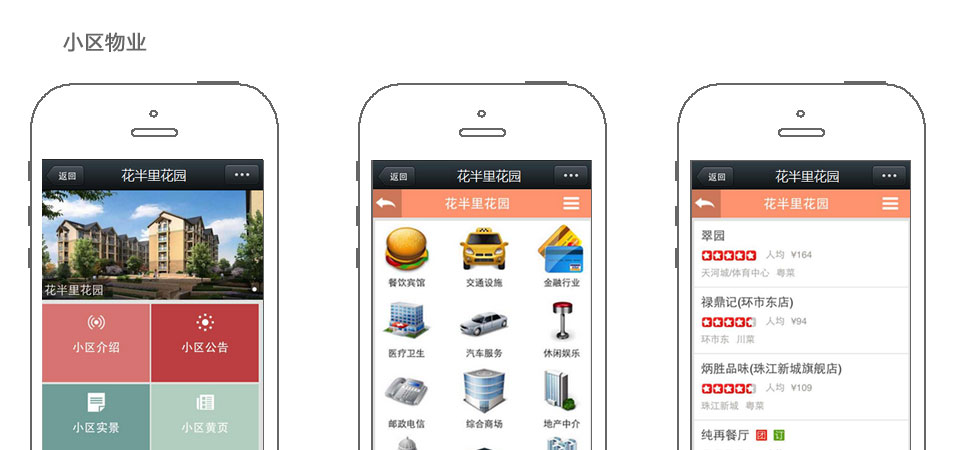 小区物业
返回 花半里花园
花半里花园
小区介绍 小区公告
小区实景 小区黄页
返回 花半里花园
花半里花园
餐饮宾馆 交通设施 金融行业
医疗卫生 汽车服务 休闲娱乐
邮政电信 综合商场 地产中介
返回 花半里花园
花半里花园
翠园
人均 ¥164
天河城/体育中心 粤菜
禄鼎记(环市东店)
人均 ¥94
环市东 川菜
炳胜品味(珠江新城旗舰店)
人均 ¥109
珠江新城 粤菜
纯再餐厅 团 订